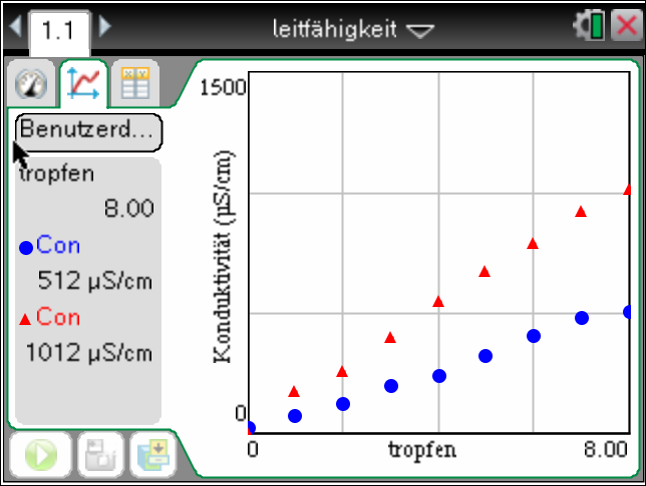 1.1
leitfähigkeit
Benutzerd...
tropfen
8.00
Con
512 µS/cm
Con
1012 µS/cm
1500
Konduktivität (µS/cm)
0
0
tropfen
8.00